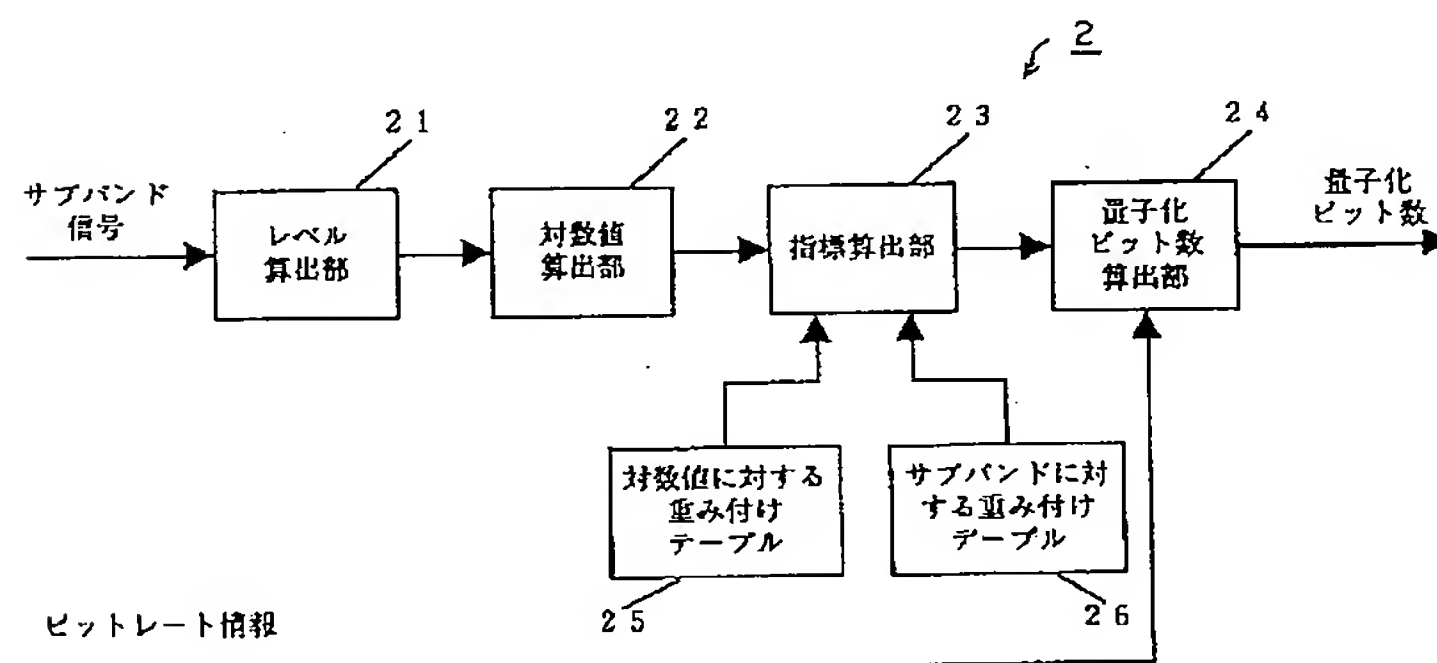 2
21
22
23
24
サブバンド
信号
レベル
算出部
対数値
算出部
指標算出部
量子化
ビット数
算出部
量子化
ビット数
対数値に対する
重み付け
テーブル
サブバンドに対
する重み付け
テーブル
25
26
ビットレート情報